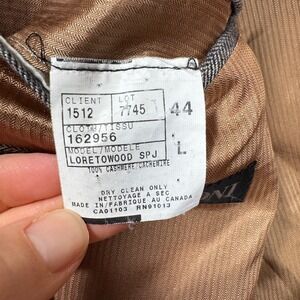 CLIENT LOT
1512 7745 44
CLOTH/TISSU
162956
MODEL/MODELE L
LORETOWOOD SPJ
100% CASHMERE/CACHEMIRE
DRY CLEAN ONLY
NETTOYAGE A SEC
MADE IN/FABRIQUE AU CANADA
CA01103 RN91013